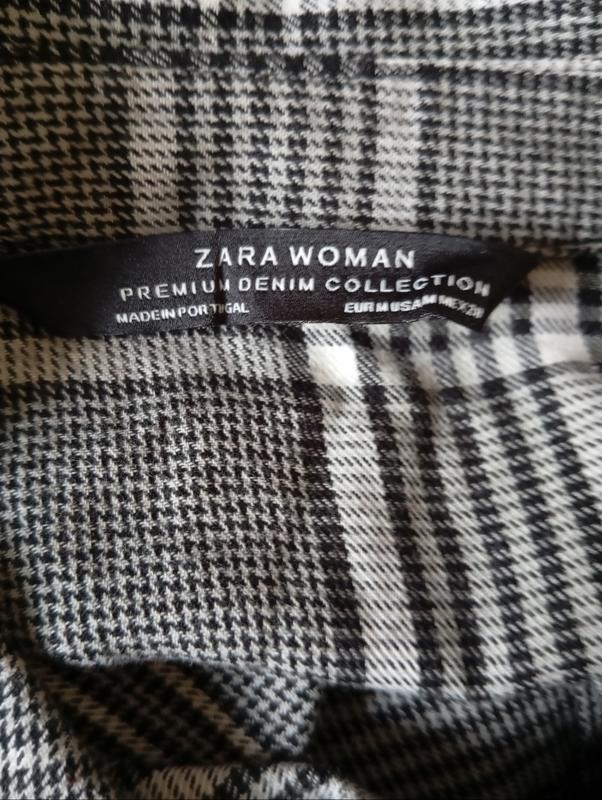 ZARA WOMAN
PREMIUM DENIM COLLECTION
MADE IN PORTUGAL EUR M USA M MEX 28